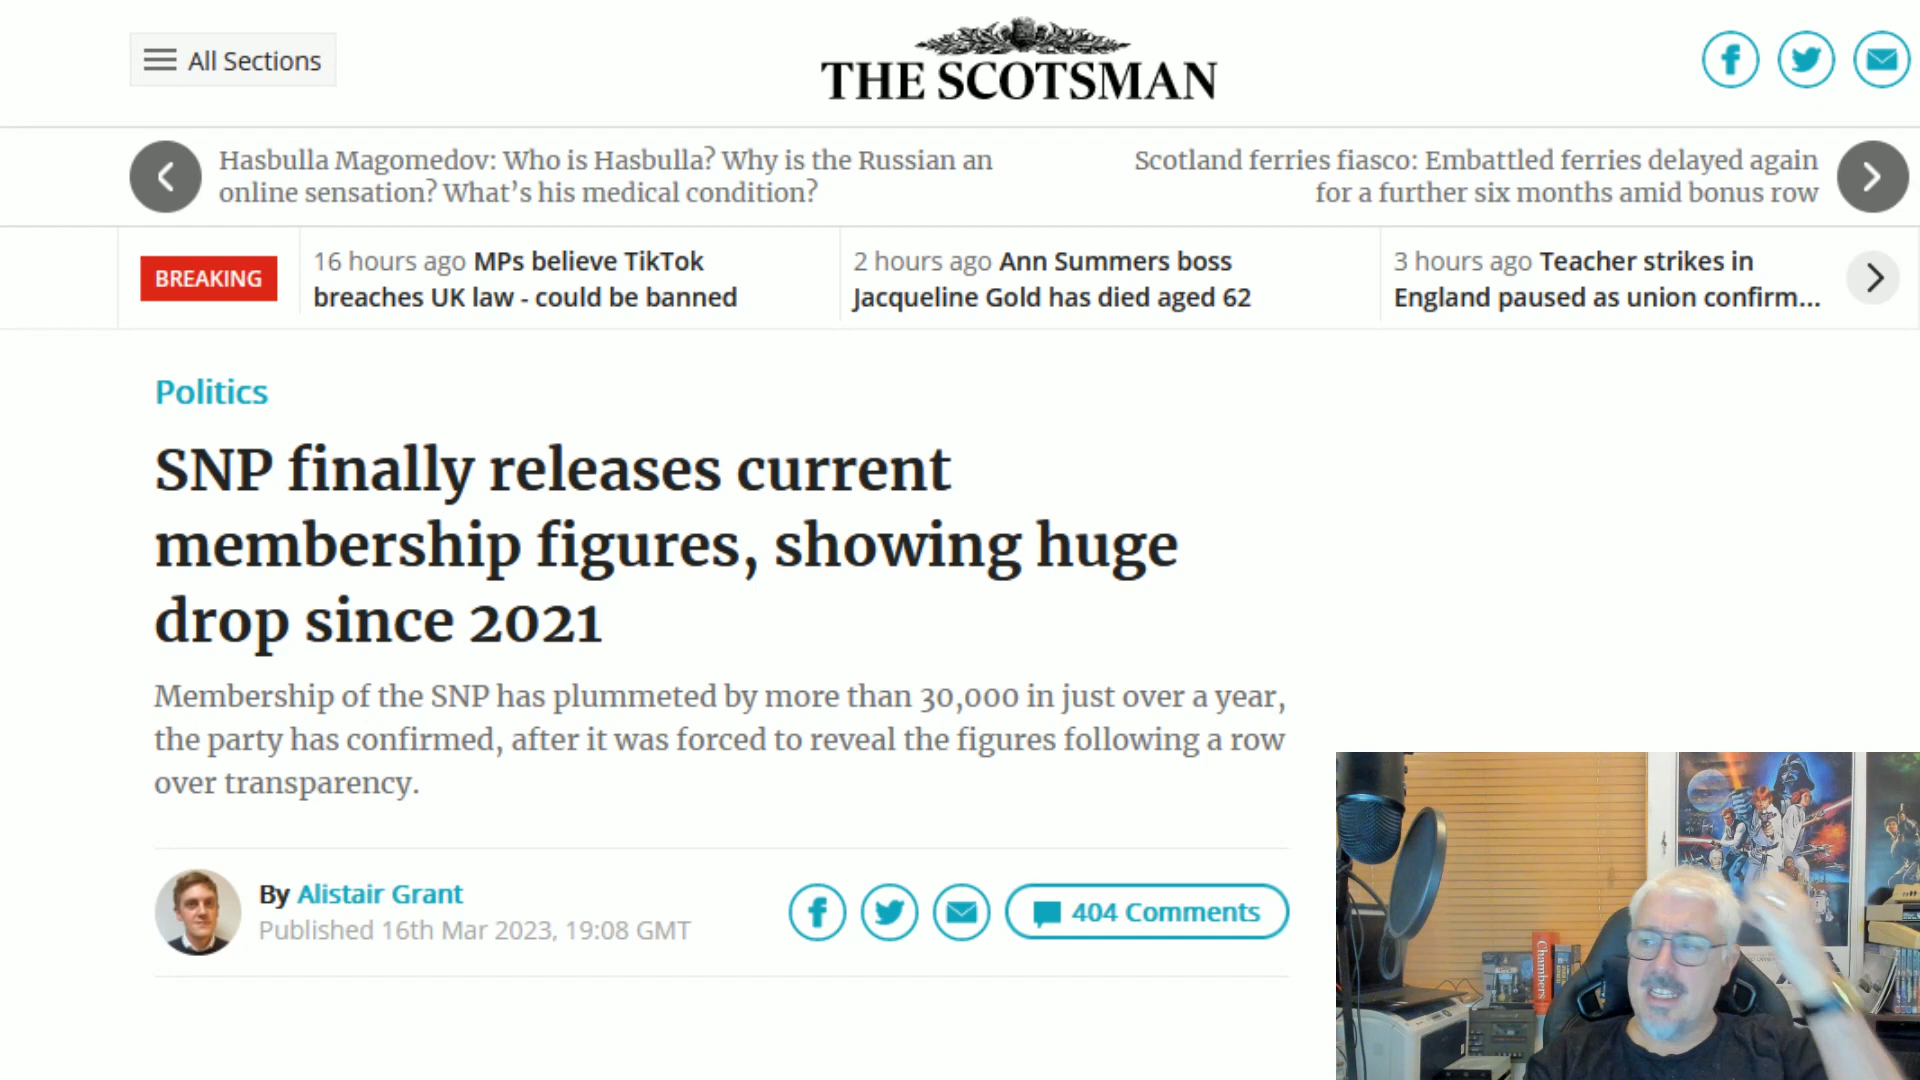 All Sections
THE SCOTSMAN
Hasbulla Magomedov: Who is Hasbulla? Why is the Russian an
online sensation? What's his medical condition?
Scotland ferries fiasco: Embattled ferries delayed again
for a further six months amid bonus row
BREAKING
16 hours ago MPs believe TikTok
breaches UK law - could be banned
2 hours ago Ann Summers boss
Jacqueline Gold has died aged 62
3 hours ago Teacher strikes in
England paused as union confirm...
Politics
SNP finally releases current
membership figures, showing huge
drop since 2021
Membership of the SNP has plummeted by more than 30,000 in just over a year,
the party has confirmed, after it was forced to reveal the figures following a row
over transparency.
By Alistair Grant
Published 16th Mar 2023, 19:08 GMT
404 Comments
Chambers